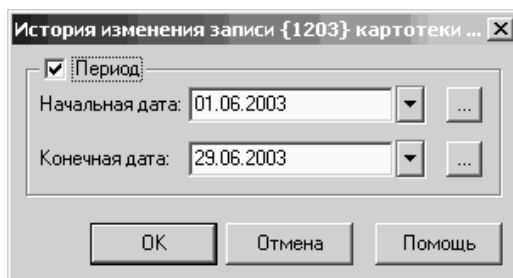 История изменения записи {1203} картотеки ...
Период
Начальная дата: 01.06.2003 ...
Конечная дата: 29.06.2003 ...
OK Отмена Помощь